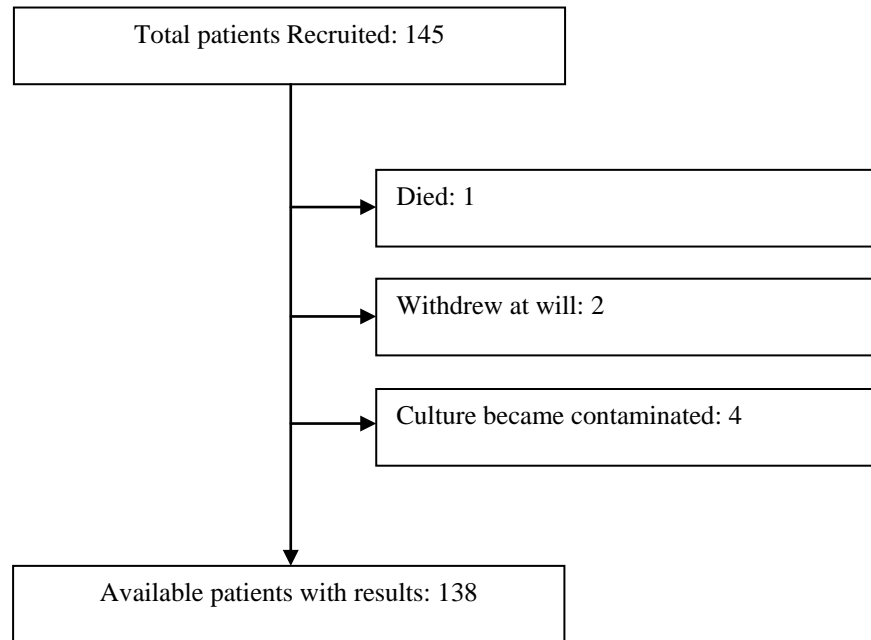 Total patients Recruited: 145
Died: 1
Withdrew at will: 2
Culture became contaminated: 4
Available patients with results: 138